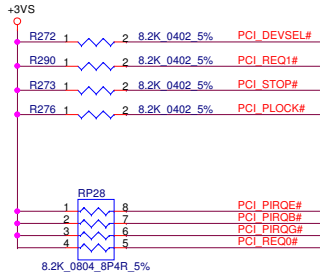 +3VS
R272 1 2 8.2K_0402_5% PCI_DEVSEL#
R290 1 2 8.2K_0402_5% PCI_REQ1#
R273 1 2 8.2K_0402_5% PCI_STOP#
R276 1 2 8.2K_0402_5% PCI_PLOCK#
RP28
1 8 PCI_PIRQE#
2 7 PCI_PIRQB#
3 6 PCI_PIRQG#
4 5 PCI_REQ0#
8.2K_0804_8P4R_5%